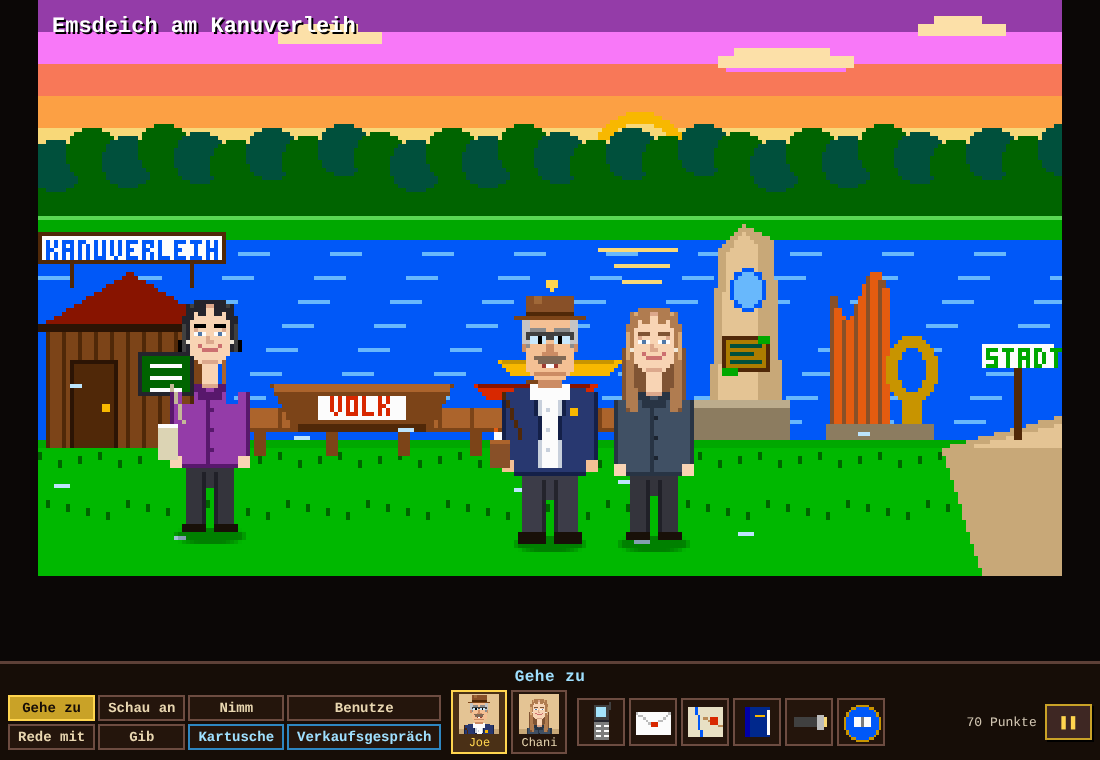 Emsdeich am Kanuverleih
KANUVERLEIH
VOLK
STADT
Gehe zu
Gehe zu
Schau an
Nimm
Benutze
Rede mit
Gib
Kartusche
Verkaufsgespräch
Joe
Chani
70 Punkte